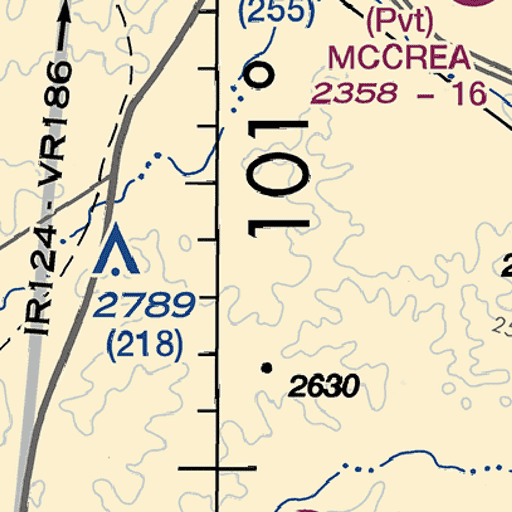 (255)
(Pvt)
MCCREA
2358 - 16
101°
IR124 - VR186
2789
(218)
2630